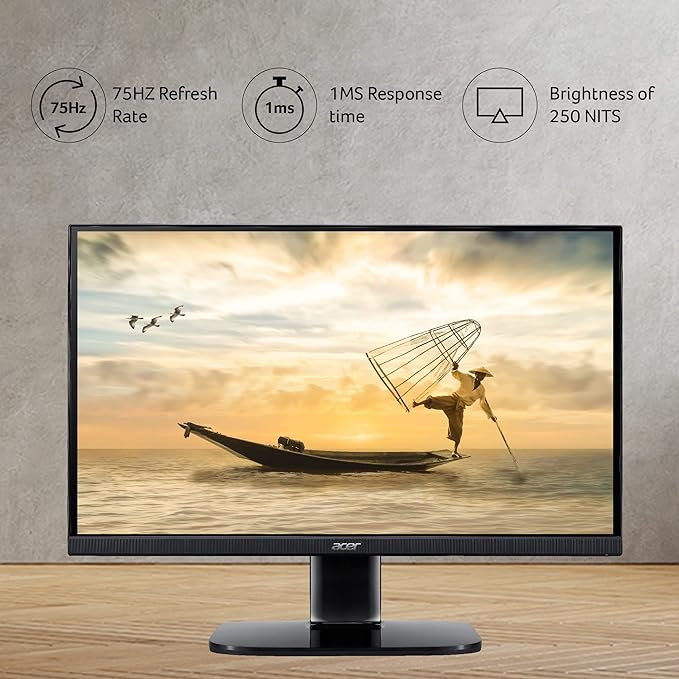 75Hz
75HZ Refresh
Rate
1ms
1MS Response
time
Brightness of
250 NITS
acer